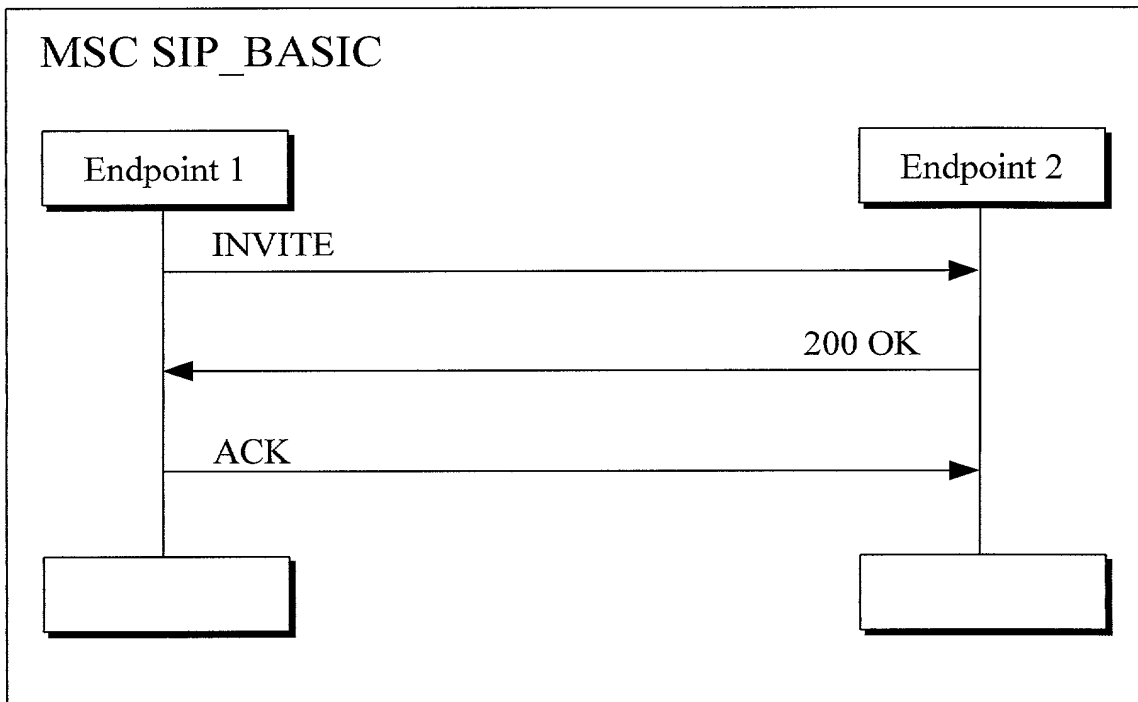 MSC SIP_BASIC
Endpoint 1
Endpoint 2
INVITE
200 OK
ACK